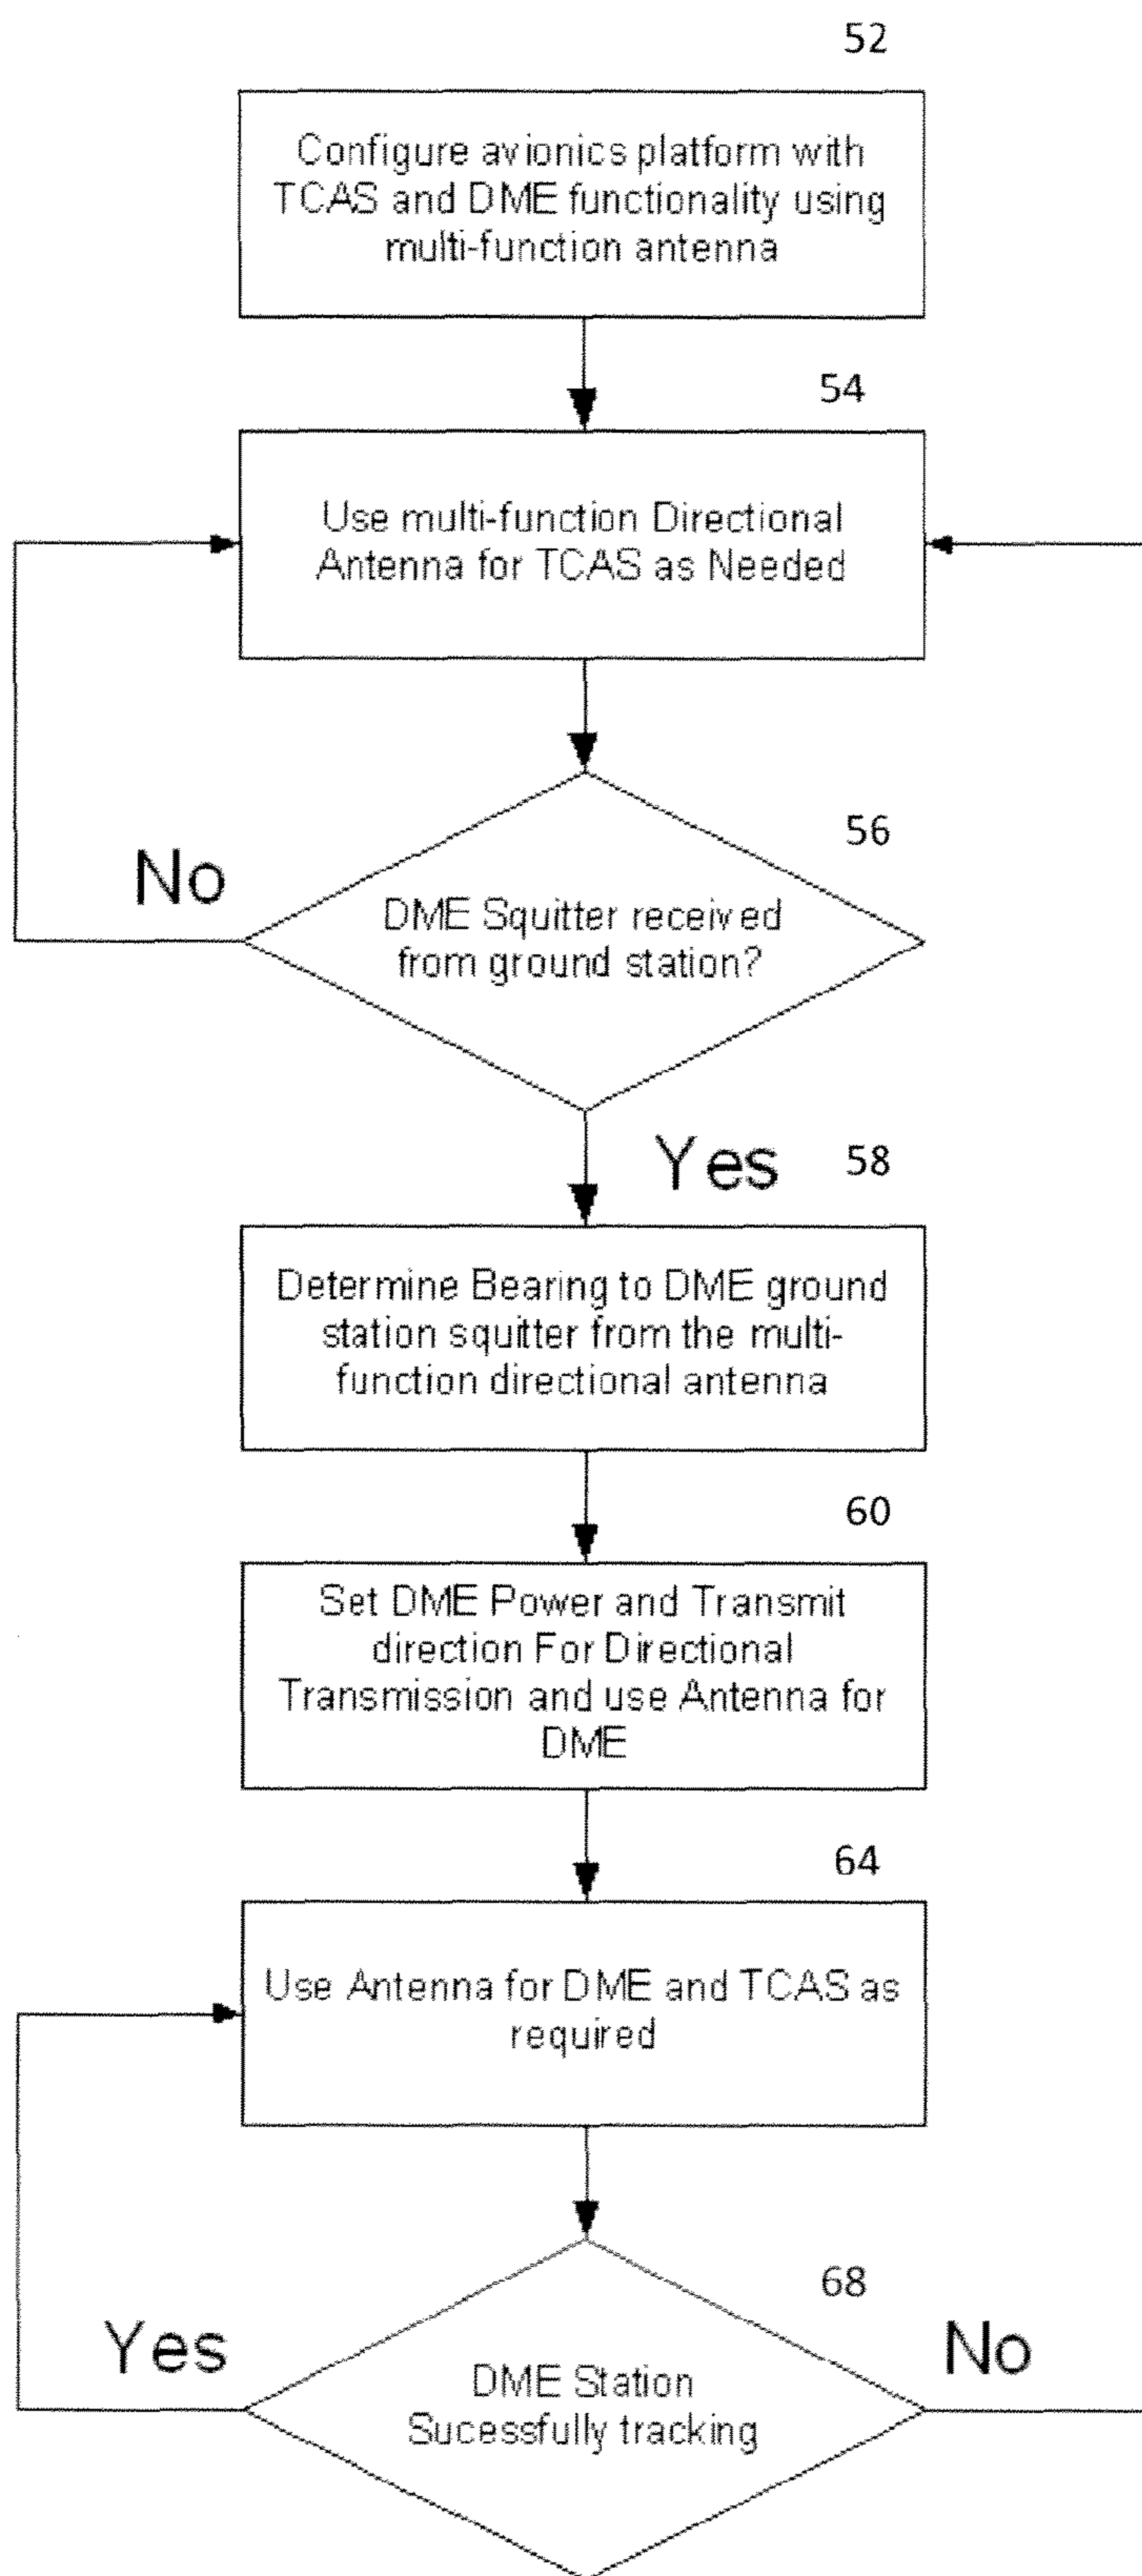 52
Configure avionics platform with
TCAS and DME functionality using
multi-function antenna
54
Use multi-function Directional
Antenna for TCAS as Needed
56
No
DME Squitter received
from ground station?
Yes
58
Determine Bearing to DME ground
station squitter from the multi-
function directional antenna
60
Set DME Power and Transmit
direction For Directional
Transmission and use Antenna for
DME
64
Use Antenna for DME and TCAS as
required
68
Yes
No
DME Station
Sucessfully tracking